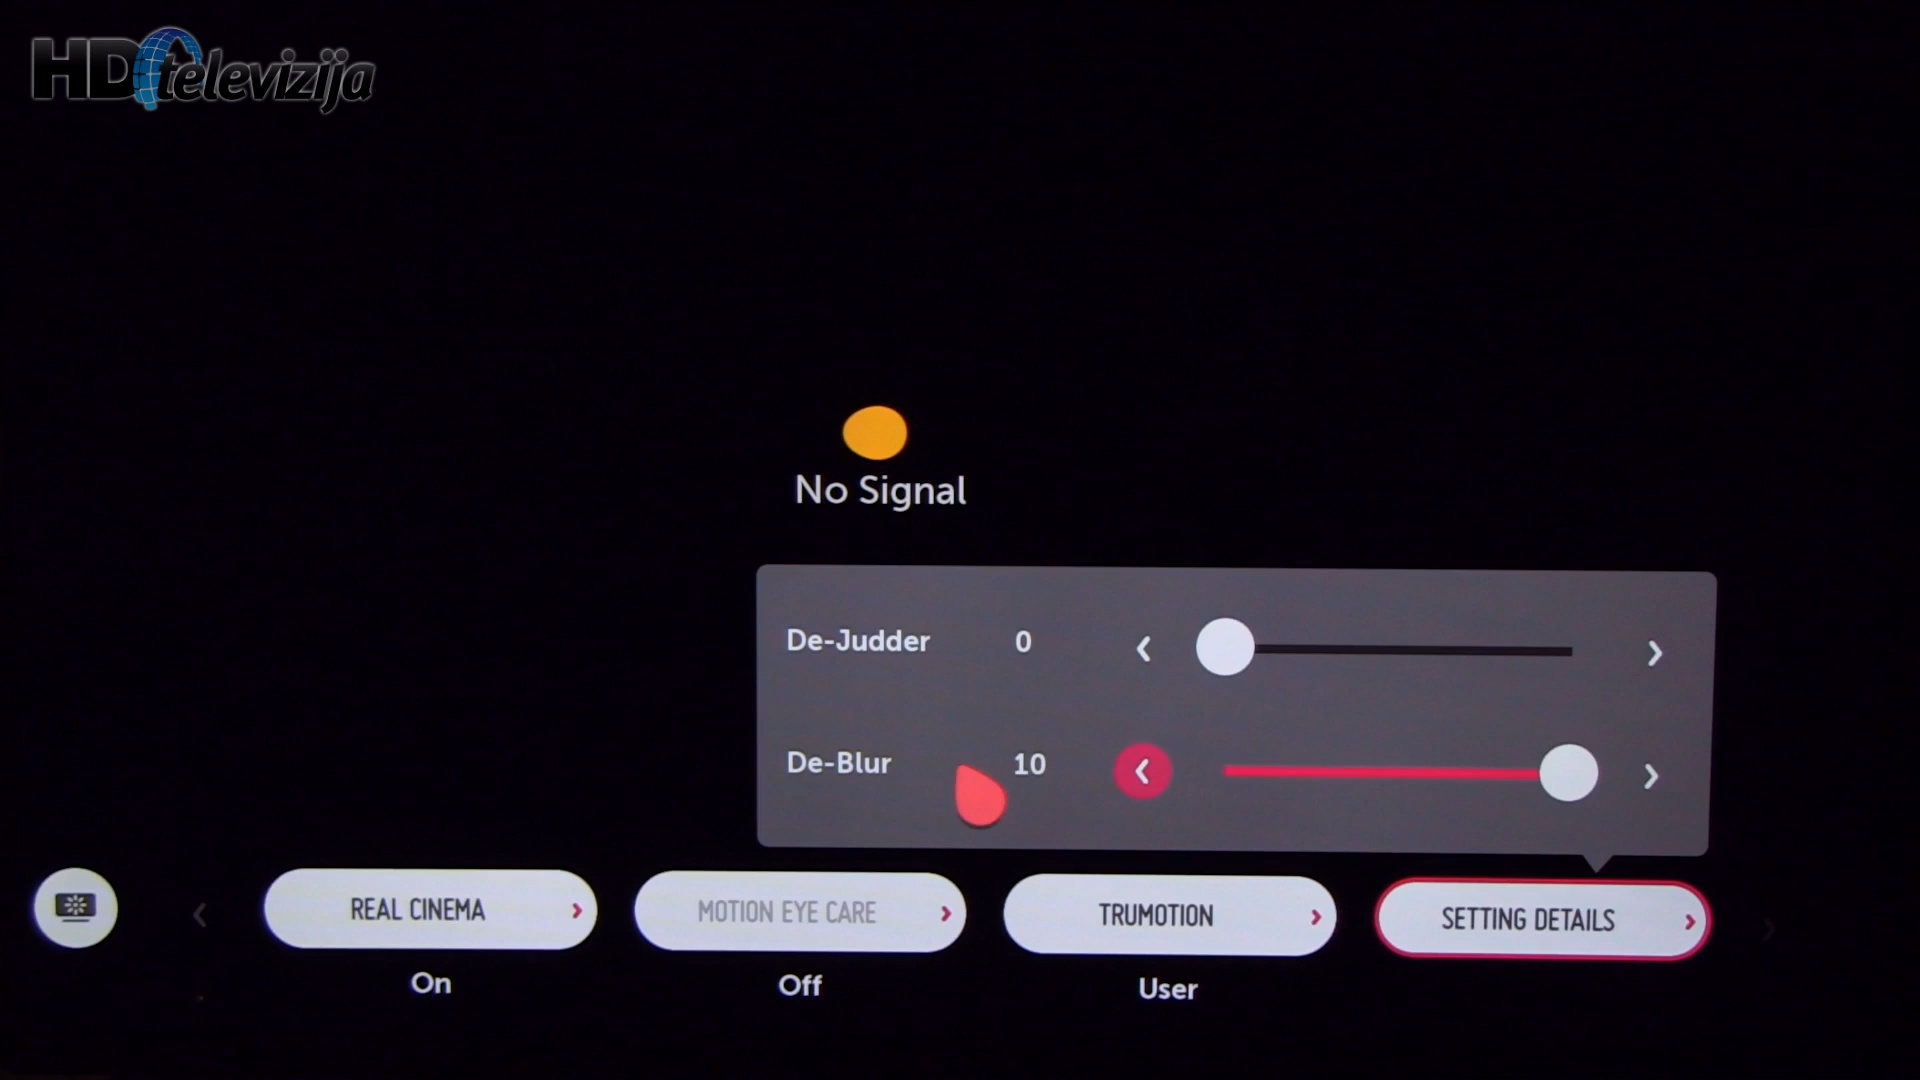 HDtelevizija
No Signal
De-Judder 0
De-Blur 10
REAL CINEMA
MOTION EYE CARE
TRUMOTION
SETTING DETAILS
On
Off
User